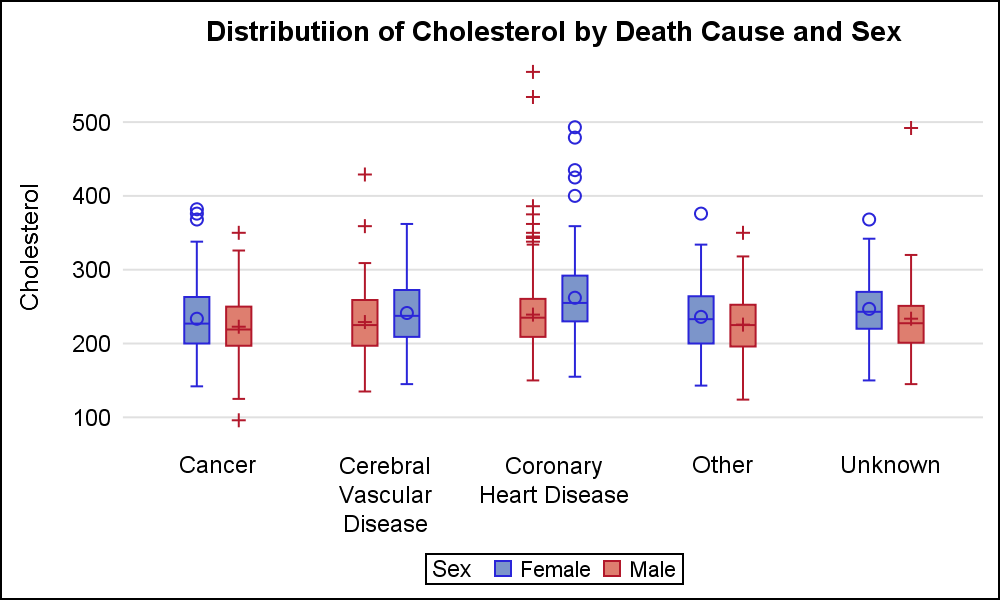 Distributiion of Cholesterol by Death Cause and Sex
Cholesterol
500
400
300
200
100
Cancer
Cerebral
Vascular
Disease
Coronary
Heart Disease
Other
Unknown
Sex Female Male